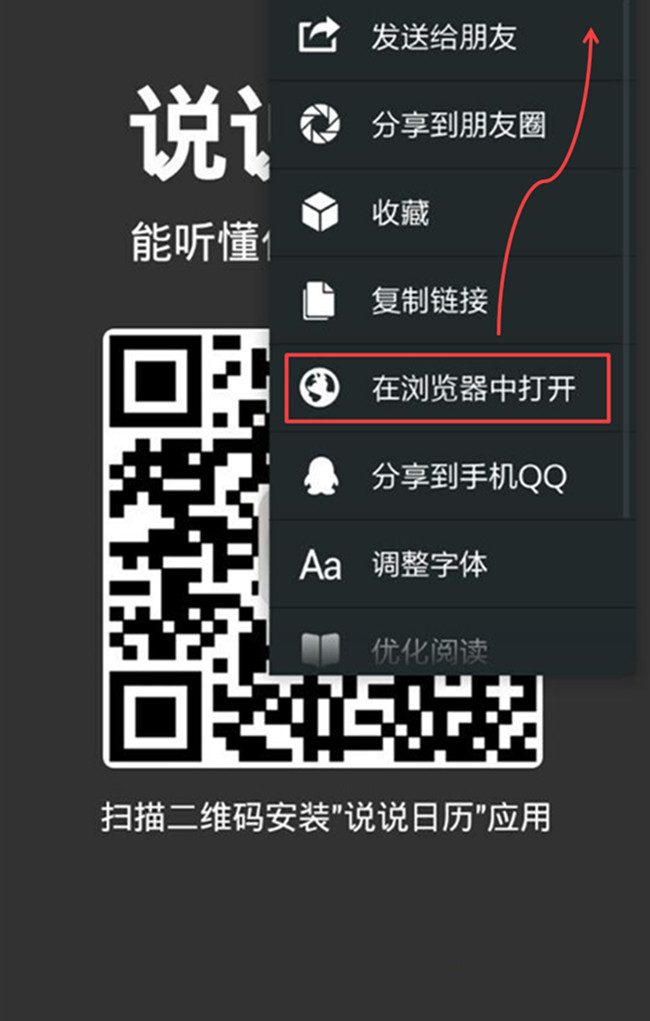 发送给朋友
说
分享到朋友圈
收藏
能听懂
复制链接
在浏览器中打开
分享到手机QQ
Aa 调整字体
优化阅读
扫描二维码安装"说说日历"应用